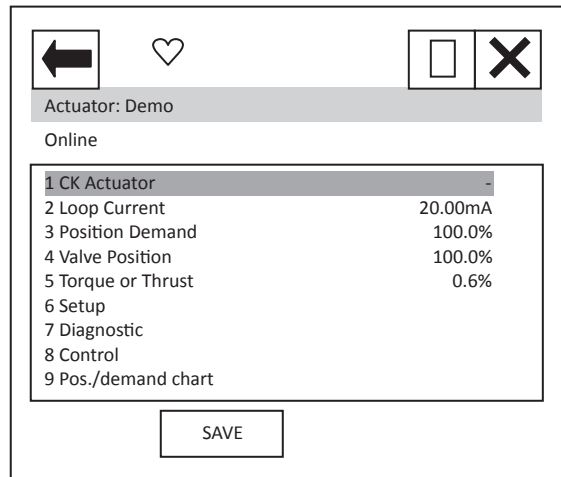 Actuator: Demo
Online
1 CK Actuator -
2 Loop Current 20.00mA
3 Position Demand 100.0%
4 Valve Position 100.0%
5 Torque or Thrust 0.6%
6 Setup
7 Diagnostic
8 Control
9 Pos./demand chart
SAVE